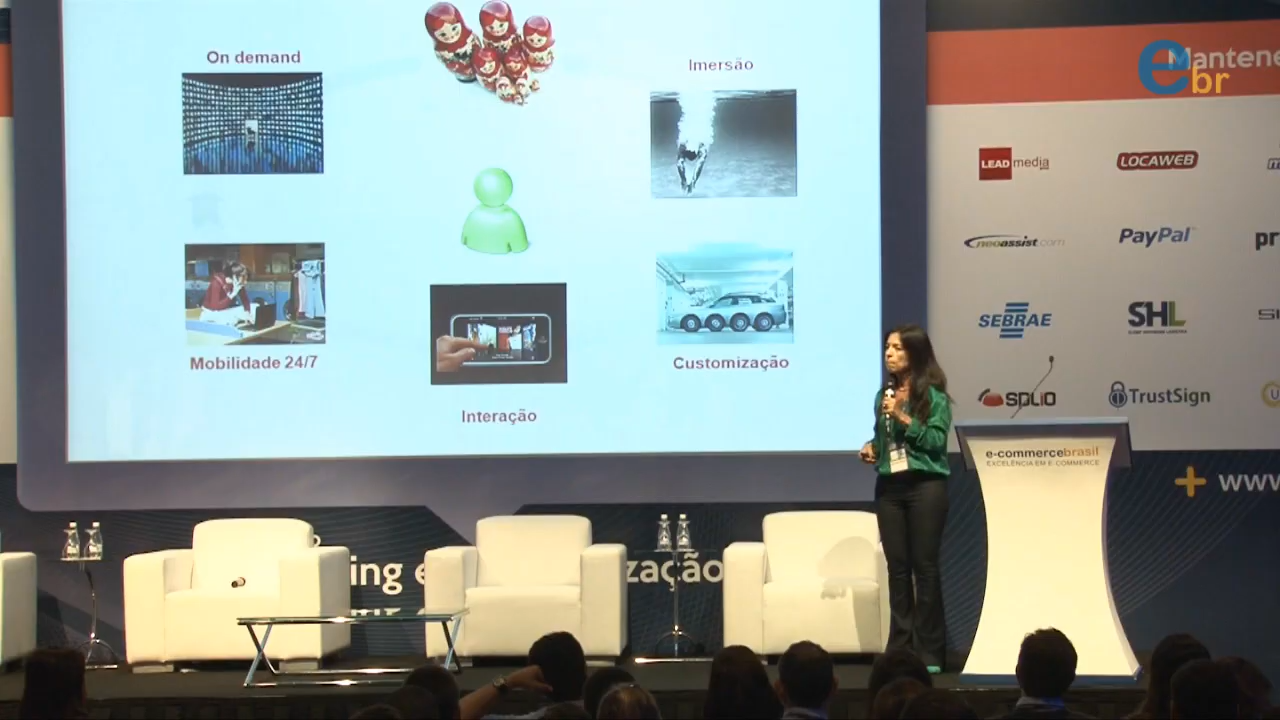 On demand
Imersão
Mobilidade 24/7
Customização
Interação
Mantene
e br
LEAD media
LOCAWEB
neoassist.com
PayPal
pr
SEBRAE
SHL
SPLIO
TrustSign
e-commercebrasil
EXCELÊNCIA EM E-COMMERCE
+ www
ing e
zação